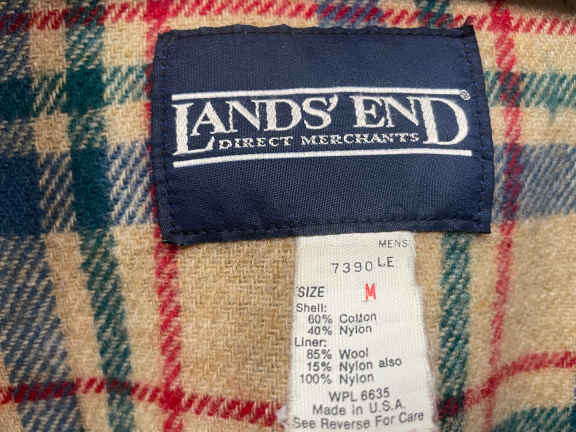 LANDS' END®
DIRECT MERCHANTS
MENS
7390 LE
SIZE M
Shell:
60% Cotton
40% Nylon
Liner:
85% Wool
15% Nylon also
100% Nylon
WPL 6635
Made in U.S.A.
See Reverse For Care